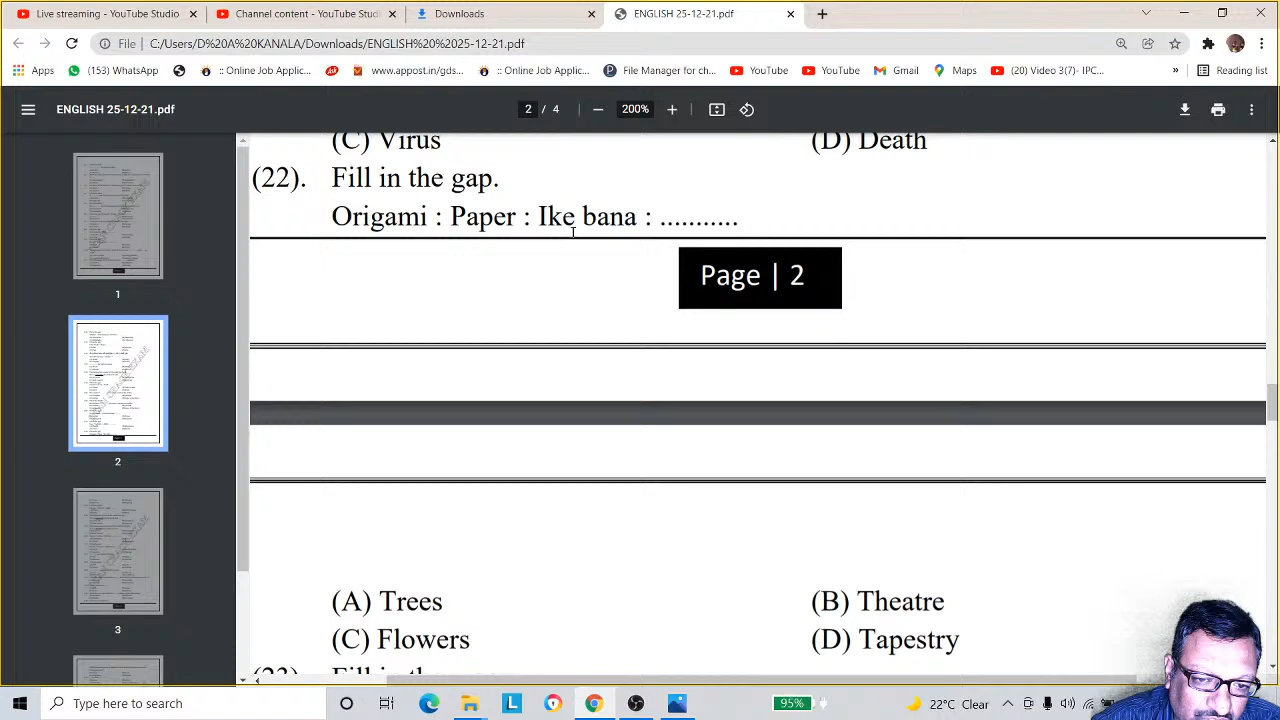 Live streaming - YouTube Studio
Channel content - YouTube Studio
Downloads
ENGLISH 25-12-21.pdf
File | C:/Users/D%20A%20KANALA/Downloads/ENGLISH%20%2025-12-21.pdf
Apps (153) WhatsApp :: Online Job Applic... www.appost.in/gd... :: Online Job Applic... File Manager for ch... YouTube YouTube Gmail Maps (20) Video 3(7)- IPC... » Reading list
ENGLISH 25-12-21.pdf 2 / 4 200%
(C) Virus (D) Death
(22). Fill in the gap.
Origami : Paper : Ike bana : ...........
Page | 2
1
2
3
(A) Trees (B) Theatre
(C) Flowers (D) Tapestry
Type here to search
L
95%
22°C Clear